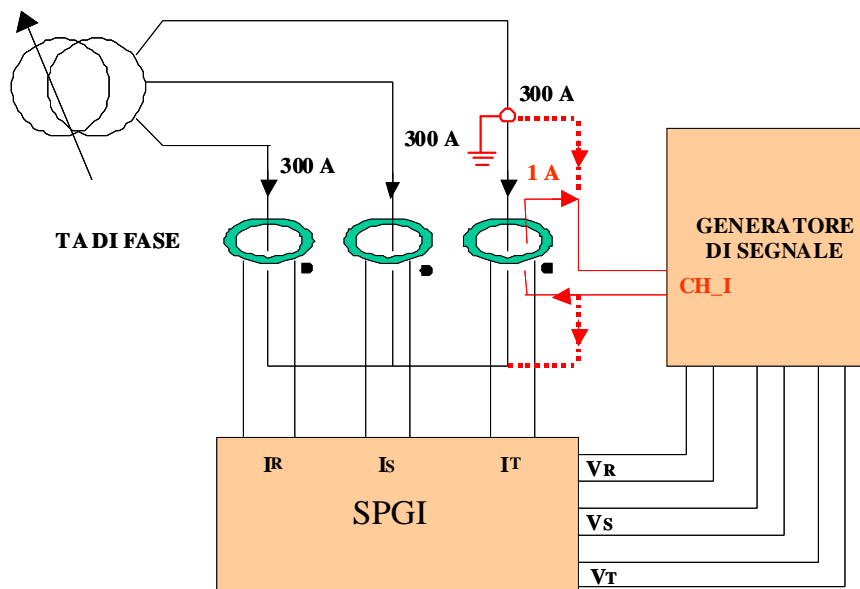 300 A
300 A
300 A
1 A
TA DI FASE
GENERATORE
DI SEGNALE
CH_I
IR
IS
IT
SPGI
VR
VS
VT